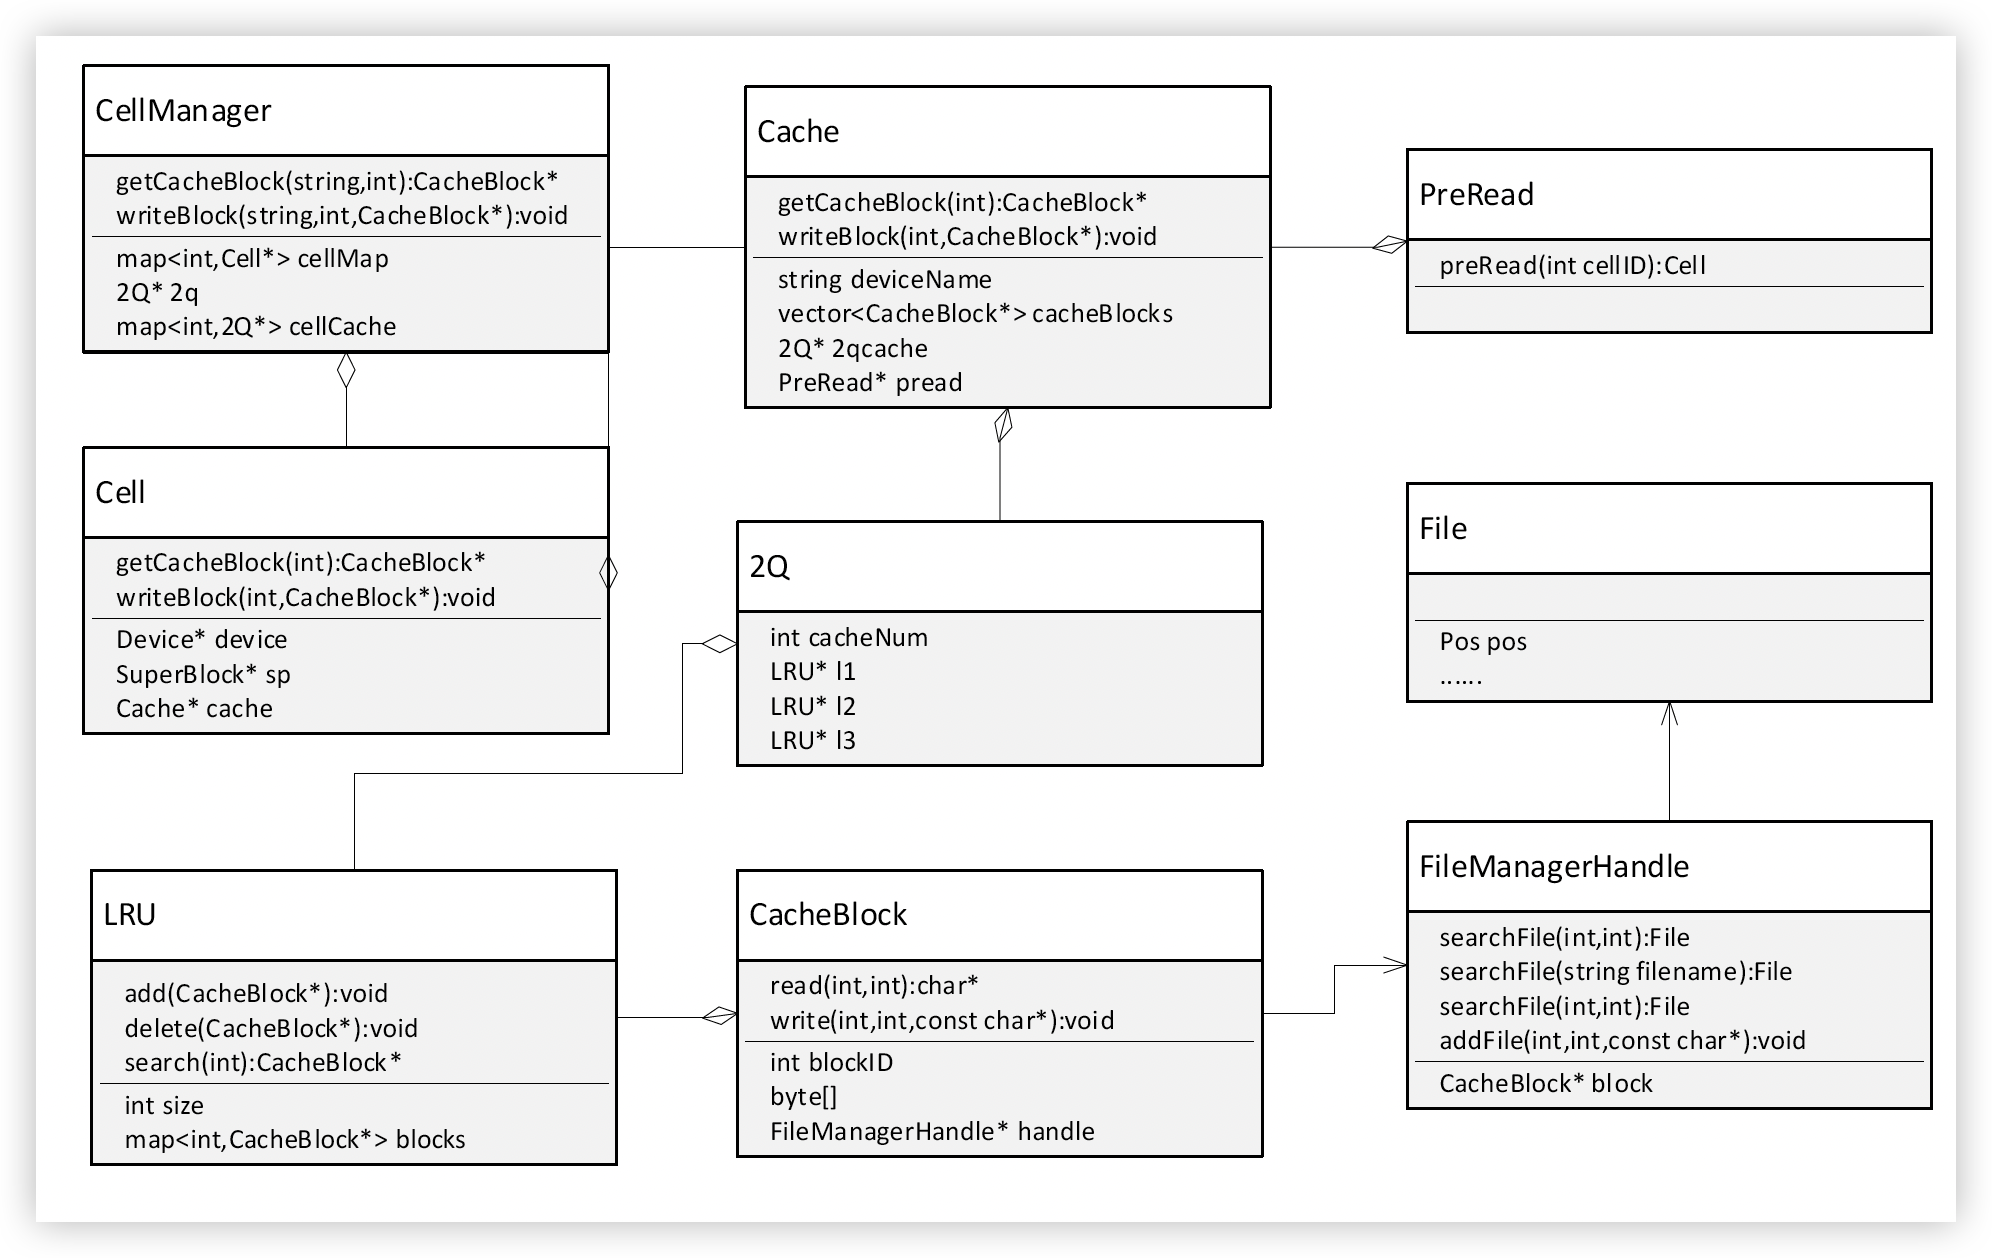 CellManager
getCacheBlock(string,int):CacheBlock*
writeBlock(string,int,CacheBlock*):void
map<int,Cell*> cellMap
2Q* 2q
map<int,2Q*> cellCache
Cache
getCacheBlock(int):CacheBlock*
writeBlock(int,CacheBlock*):void
string deviceName
vector<CacheBlock*> cacheBlocks
2Q* 2qcache
PreRead* pread
PreRead
preRead(int cellID):Cell
Cell
getCacheBlock(int):CacheBlock*
writeBlock(int,CacheBlock*):void
Device* device
SuperBlock* sp
Cache* cache
2Q
int cacheNum
LRU* l1
LRU* l2
LRU* l3
File
Pos pos
......
LRU
add(CacheBlock*):void
delete(CacheBlock*):void
search(int):CacheBlock*
int size
map<int,CacheBlock*> blocks
CacheBlock
read(int,int):char*
write(int,int,const char*):void
int blockID
byte[]
FileManagerHandle* handle
FileManagerHandle
searchFile(int,int):File
searchFile(string filename):File
searchFile(int,int):File
addFile(int,int,const char*):void
CacheBlock* block